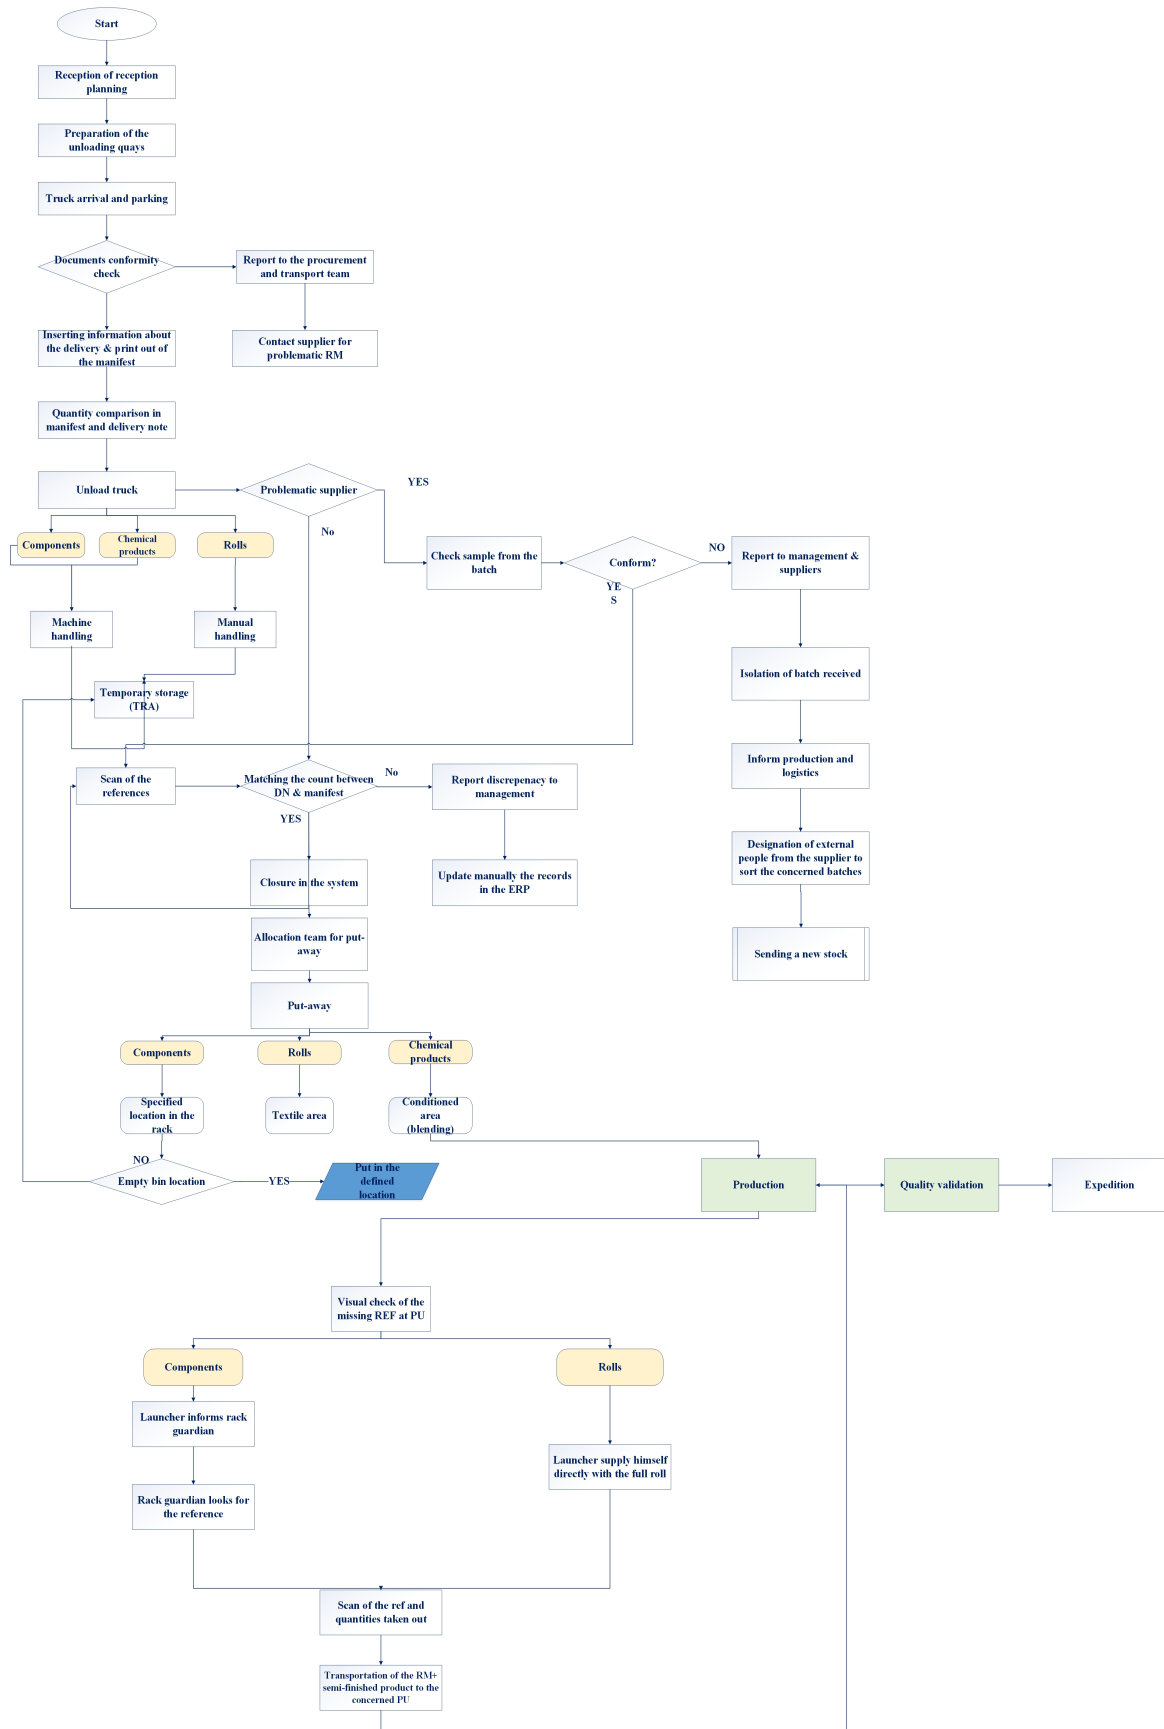 Start
Reception of reception
planning
Preparation of the
unloading quays
Truck arrival and parking
Documents conformity
check
Report to the procurement
and transport team
Inserting information about
the delivery & print out of
the manifest
Contact supplier for
problematic RM
Quantity comparison in
manifest and delivery note
Unload truck
Problematic supplier
YES
No
Components
Chemical
products
Rolls
Check sample from the
batch
Conform?
NO
YE
S
Report to management &
suppliers
Machine
handling
Manual
handling
Isolation of batch received
Temporary storage
(TRA)
Scan of the
references
Matching the count between
DN & manifest
No
YES
Report discrepenacy to
management
Inform production and
logistics
Closure in the system
Update manually the records
in the ERP
Designation of external
people from the supplier to
sort the concerned batches
Allocation team for put-
away
Sending a new stock
Put-away
Components
Rolls
Chemical
products
Specified
location in the
rack
Textile area
Conditioned
area
(blending)
NO
Empty bin location
YES
Put in the
defined
location
Production
Quality validation
Expedition
Visual check of the
missing REF at PU
Components
Rolls
Launcher informs rack
guardian
Launcher supply himself
directly with the full roll
Rack guardian looks for
the reference
Scan of the ref and
quantities taken out
Transportation of the RM+
semi-finished product to the
concerned PU